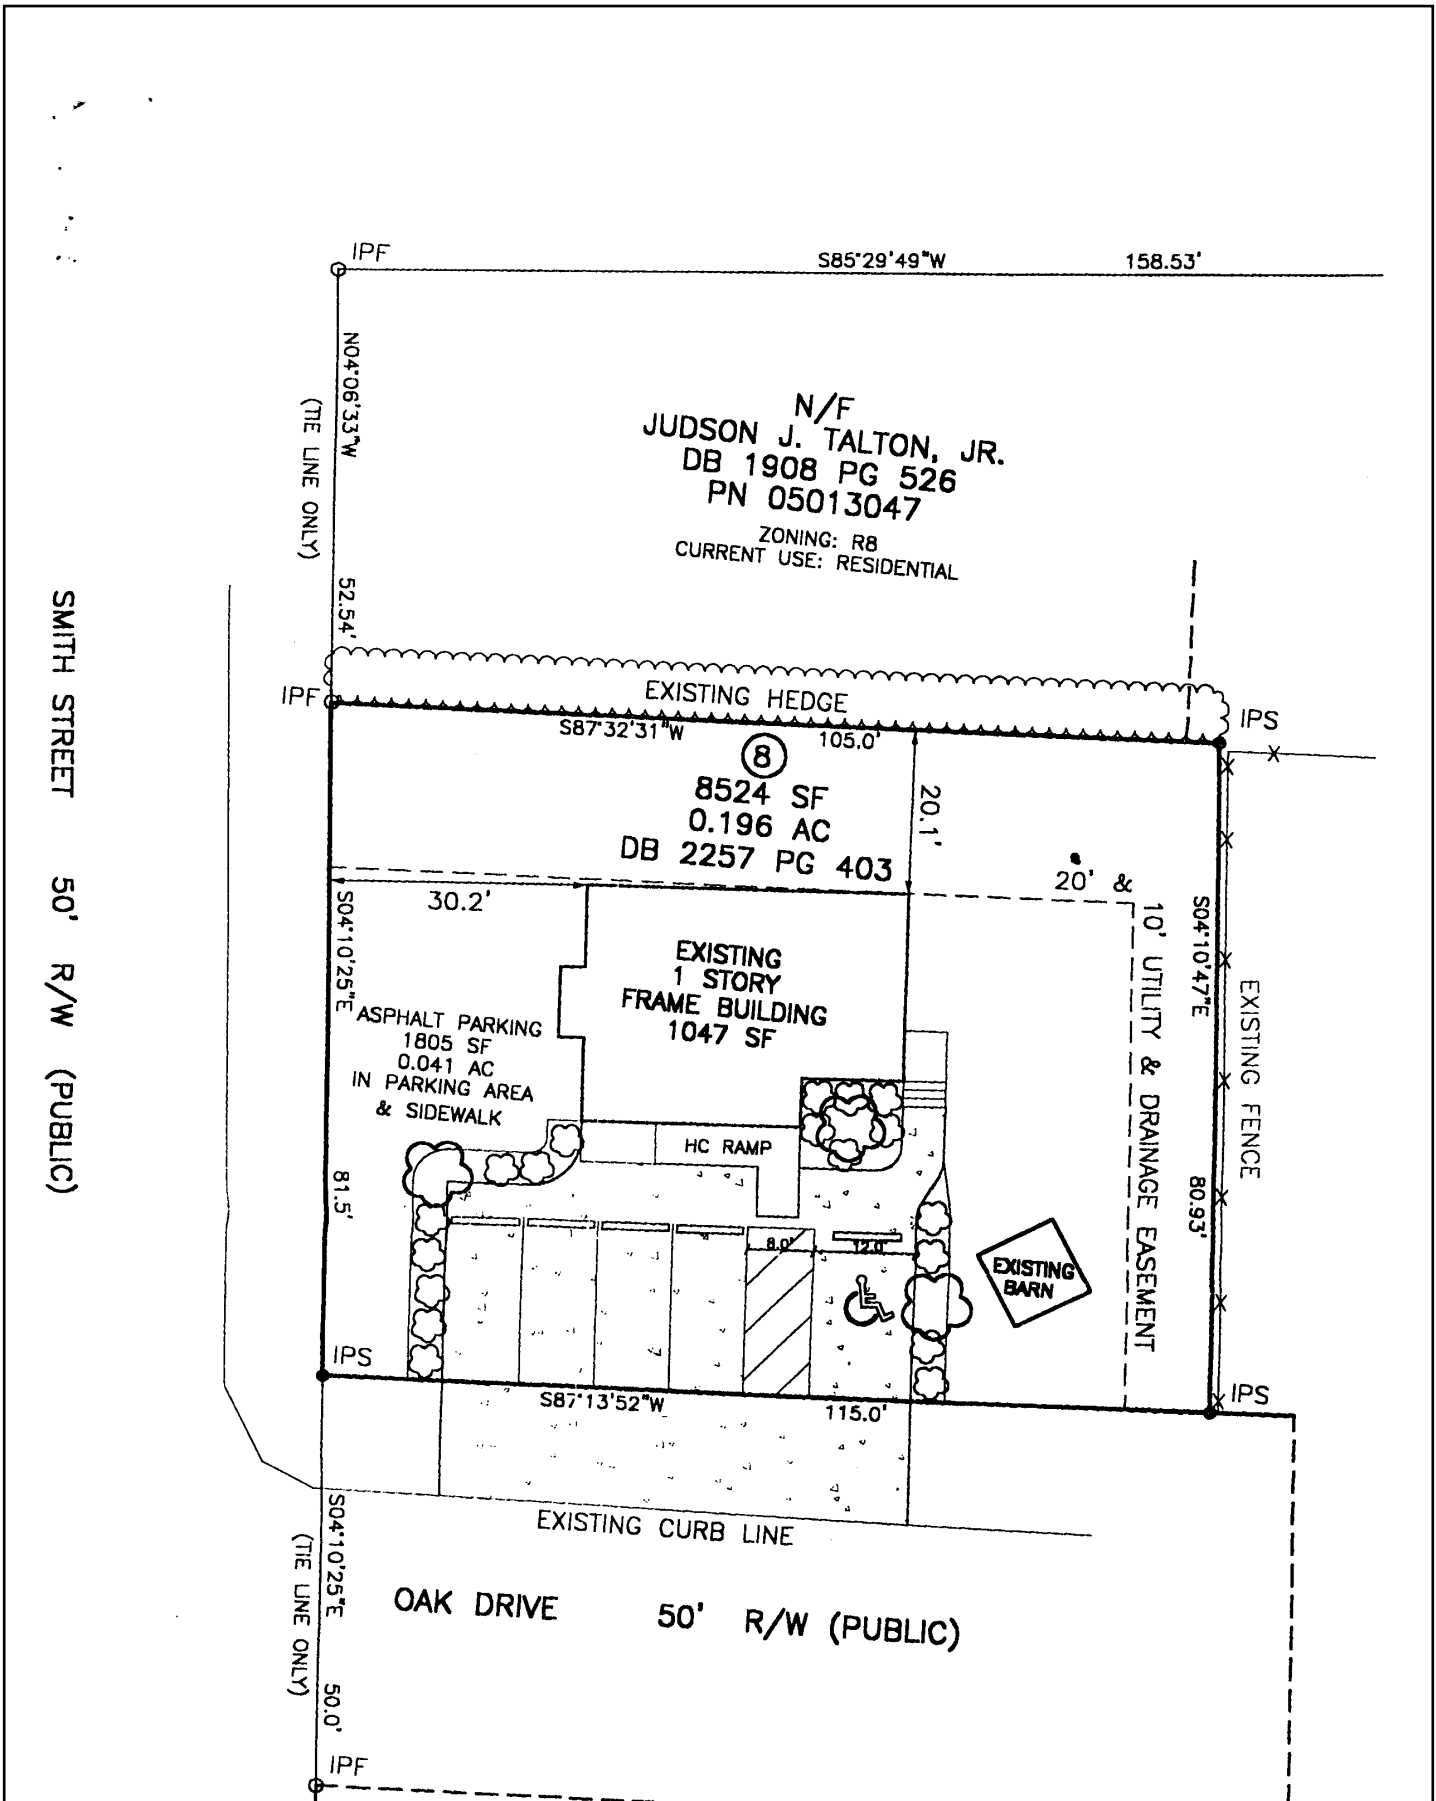 IPF
S85°29'49"W 158.53'
N04°06'33"W
(TIE LINE ONLY)
52.54'
N/F
JUDSON J. TALTON, JR.
DB 1908 PG 526
PN 05013047
ZONING: R8
CURRENT USE: RESIDENTIAL
SMITH STREET 50' R/W (PUBLIC)
IPF
EXISTING HEDGE
IPS
S87°32'31"W 105.0'
8
8524 SF
0.196 AC
DB 2257 PG 403
20.1'
30.2'
20' &
10' UTILITY & DRAINAGE EASEMENT
S04°10'47"E
80.93'
EXISTING FENCE
S04°10'25"E
81.5'
EXISTING
1 STORY
FRAME BUILDING
1047 SF
ASPHALT PARKING
1805 SF
0.041 AC
IN PARKING AREA
& SIDEWALK
HC RAMP
8.0'
12.0'
EXISTING
BARN
IPS
IPS
S87°13'52"W 115.0'
EXISTING CURB LINE
S04°10'25"E
(TIE LINE ONLY)
50.0'
OAK DRIVE 50' R/W (PUBLIC)
IPF